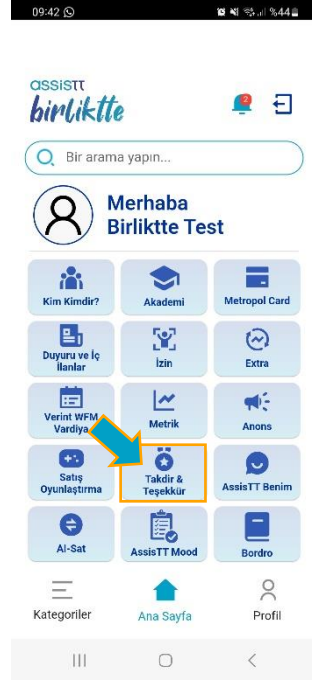 09:42
%44
assisTT
birliktte
2
Bir arama yapın...
Merhaba
Birliktte Test
Kim Kimdir?
Akademi
Metropol Card
Duyuru ve İç
İlanlar
İzin
Extra
Verint WFM
Vardiya
Metrik
Anons
Satış
Oyunlaştırma
Takdir &
Teşekkür
AssisTT Benim
Al-Sat
AssisTT Mood
Bordro
Kategoriler
Ana Sayfa
Profil